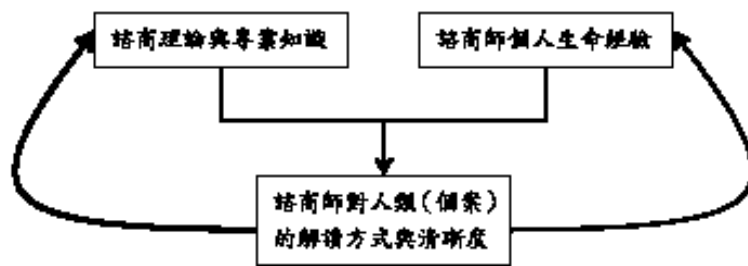 諮商理論與專業知識
諮商師個人生命經驗
諮商師對人類(個案)
的解讀方式與清晰度